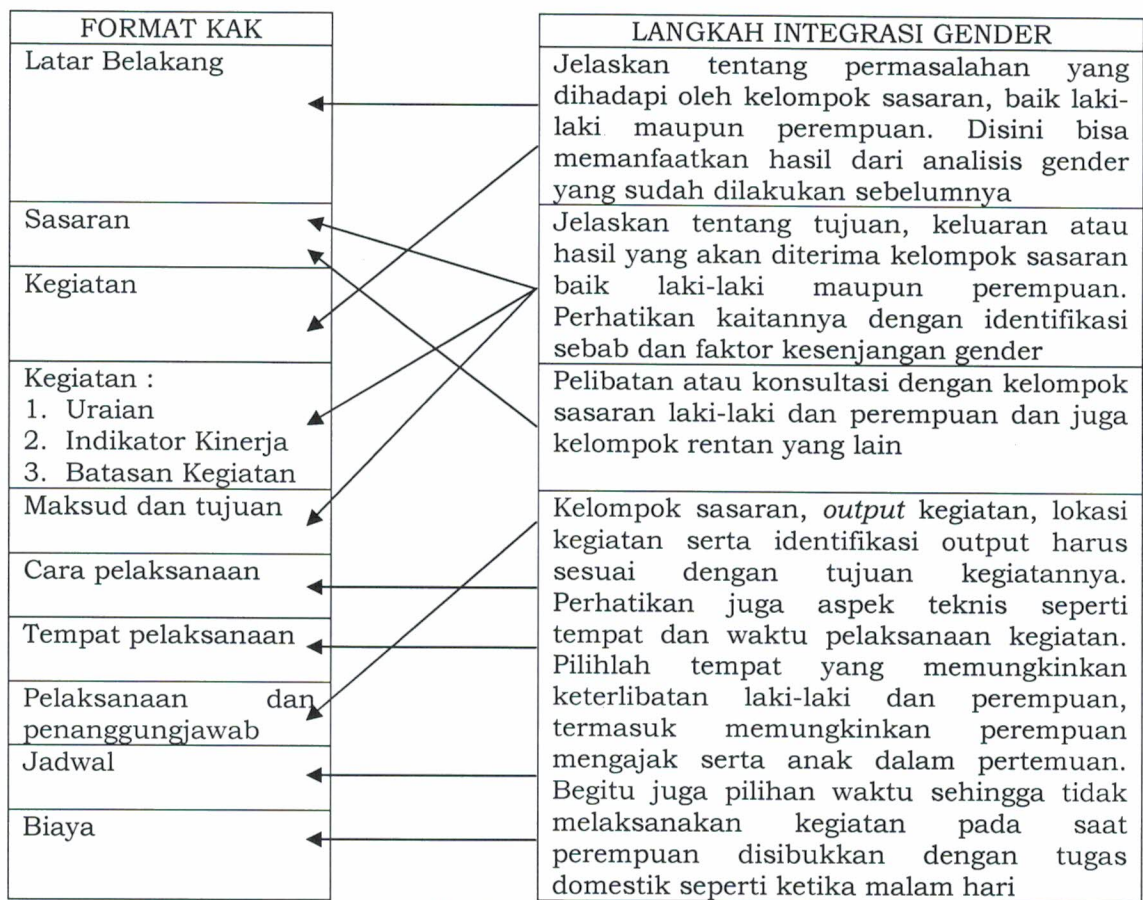 FORMAT KAK
Latar Belakang
Sasaran
Kegiatan
Kegiatan :
1. Uraian
2. Indikator Kinerja
3. Batasan Kegiatan
Maksud dan tujuan
Cara pelaksanaan
Tempat pelaksanaan
Pelaksanaan dan
penanggungjawab
Jadwal
Biaya
LANGKAH INTEGRASI GENDER
Jelaskan tentang permasalahan yang
dihadapi oleh kelompok sasaran, baik laki-
laki maupun perempuan. Disini bisa
memanfaatkan hasil dari analisis gender
yang sudah dilakukan sebelumnya
Jelaskan tentang tujuan, keluaran atau
hasil yang akan diterima kelompok sasaran
baik laki-laki maupun perempuan.
Perhatikan kaitannya dengan identifikasi
sebab dan faktor kesenjangan gender
Pelibatan atau konsultasi dengan kelompok
sasaran laki-laki dan perempuan dan juga
kelompok rentan yang lain
Kelompok sasaran, output kegiatan, lokasi
kegiatan serta identifikasi output harus
sesuai dengan tujuan kegiatannya.
Perhatikan juga aspek teknis seperti
tempat dan waktu pelaksanaan kegiatan.
Pilihlah tempat yang memungkinkan
keterlibatan laki-laki dan perempuan,
termasuk memungkinkan perempuan
mengajak serta anak dalam pertemuan.
Begitu juga pilihan waktu sehingga tidak
melaksanakan kegiatan pada saat
perempuan disibukkan dengan tugas
domestik seperti ketika malam hari